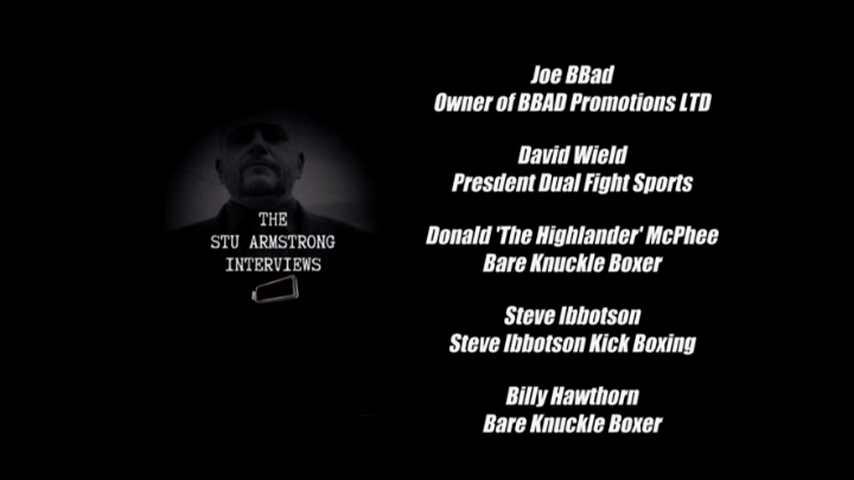 THE
STU ARMSTRONG
INTERVIEWS
Joe BBad
Owner of BBAD Promotions LTD
David Wield
Presdent Dual Fight Sports
Donald 'The Highlander' McPhee
Bare Knuckle Boxer
Steve Ibbotson
Steve Ibbotson Kick Boxing
Billy Hawthorn
Bare Knuckle Boxer